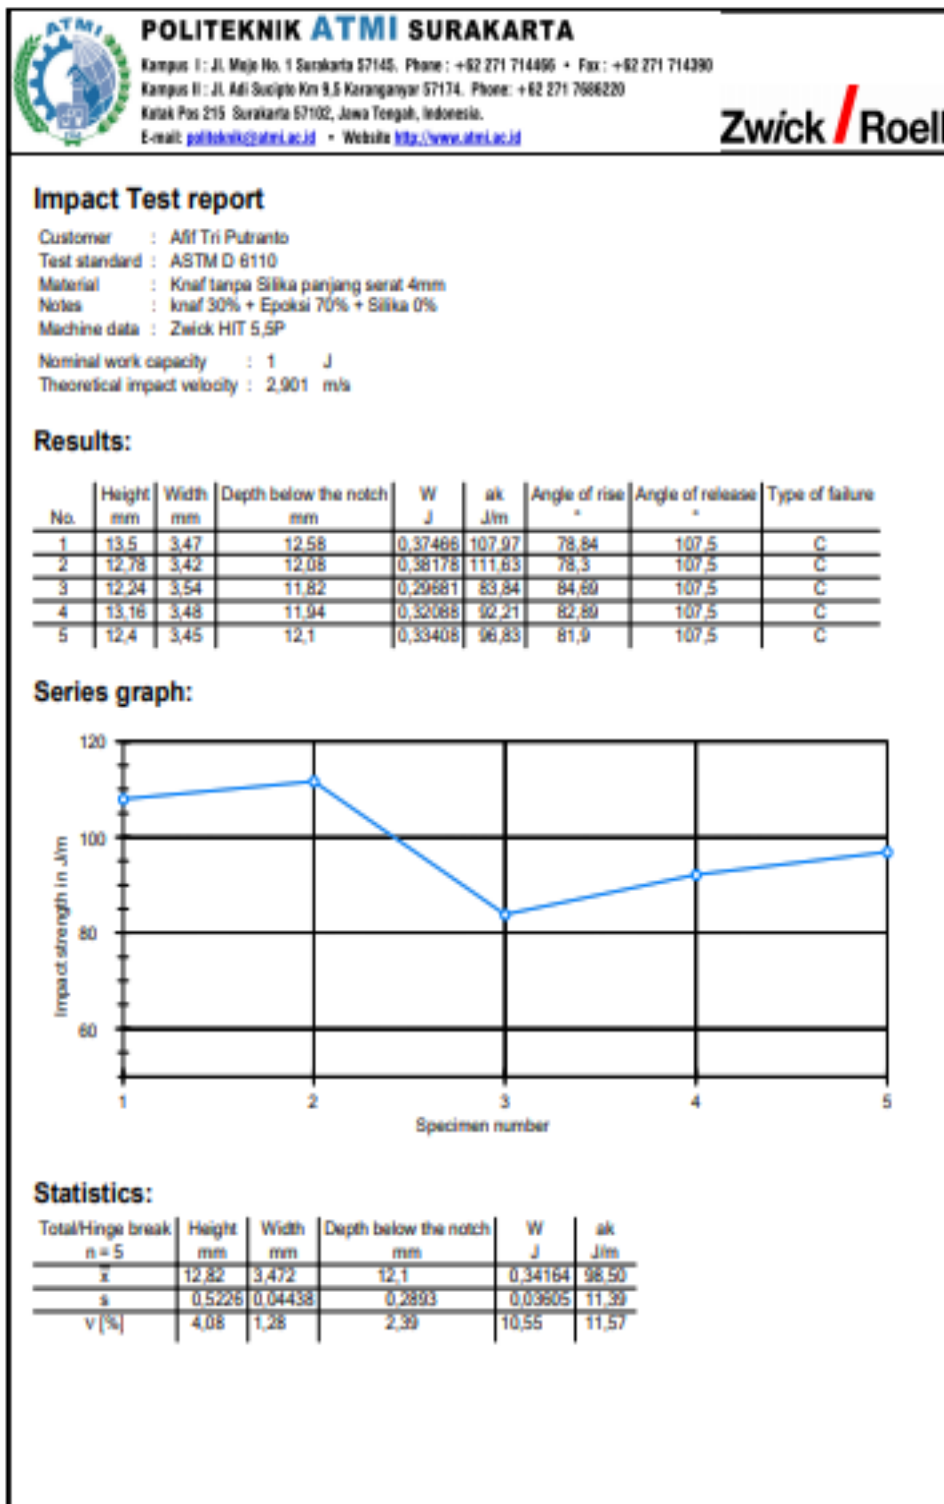 ATMI
POLITEKNIK ATMI SURAKARTA
Kampus I : Jl. Mojo No. 1 Surakarta 57145. Phone : +62 271 714466 • Fax : +62 271 714390
Kampus II : Jl. Adi Sucipto Km 9,5 Karanganyar 57174. Phone: +62 271 7686220
Kotak Pos 215 Surakarta 57102, Jawa Tengah, Indonesia.
E-mail: politeknik@atmi.ac.id • Website http://www.atmi.ac.id
Zwick / Roell
Impact Test report
Customer : Afif Tri Putranto
Test standard : ASTM D 6110
Material : Knaf tanpa Silika panjang serat 4mm
Notes : knaf 30% + Epoksi 70% + Silika 0%
Machine data : Zwick HIT 5,5P
Nominal work capacity : 1 J
Theoretical impact velocity : 2,901 m/s
Results:
Height Width Depth below the notch W ak Angle of rise Angle of release Type of failure
No. mm mm mm J J/m ° °
1 13,5 3,47 12,58 0,37466 107,97 78,84 107,5 C
2 12,78 3,42 12,08 0,38178 111,63 78,3 107,5 C
3 12,24 3,54 11,82 0,29681 83,84 84,69 107,5 C
4 13,16 3,48 11,94 0,32088 92,21 82,89 107,5 C
5 12,4 3,45 12,1 0,33408 96,83 81,9 107,5 C
Series graph:
120
100
80
60
Impact strength in J/m
1 2 3 4 5
Specimen number
Statistics:
Total/Hinge break Height Width Depth below the notch W ak
n = 5 mm mm mm J J/m
x̅ 12,82 3,472 12,1 0,34164 98,50
s 0,5226 0,04438 0,2893 0,03605 11,39
ν [%] 4,08 1,28 2,39 10,55 11,57